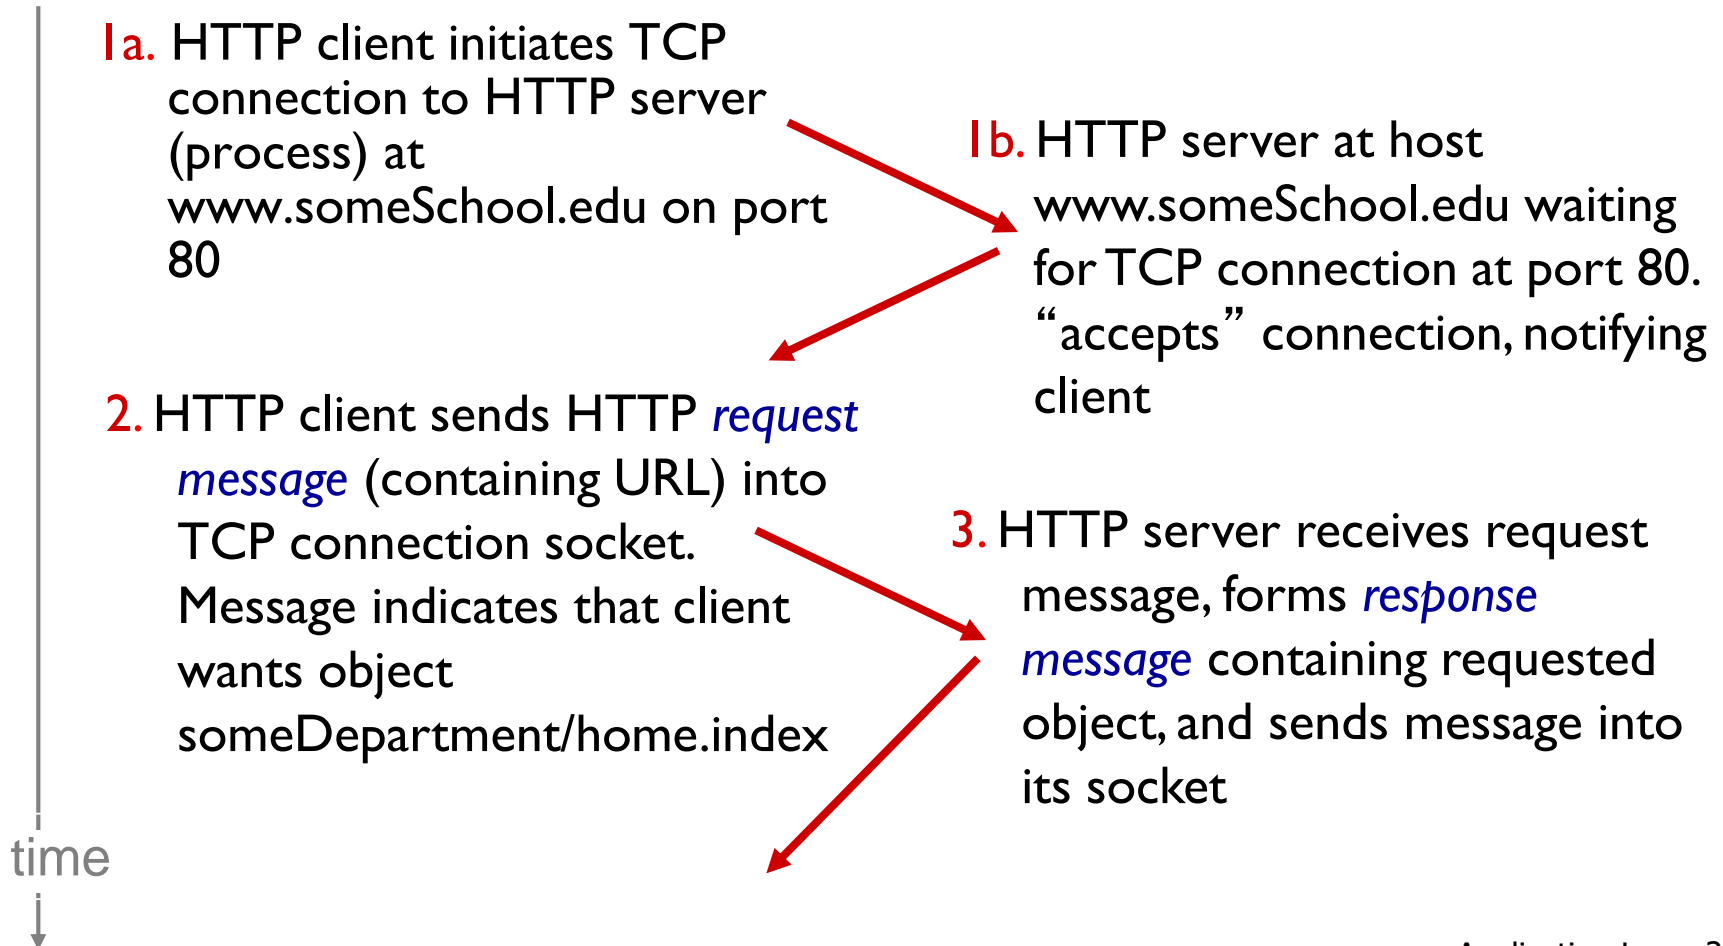 1a. HTTP client initiates TCP
connection to HTTP server
(process) at
www.someSchool.edu on port
80
1b. HTTP server at host
www.someSchool.edu waiting
for TCP connection at port 80.
“accepts” connection, notifying
client
2. HTTP client sends HTTP request
message (containing URL) into
TCP connection socket.
Message indicates that client
wants object
someDepartment/home.index
3. HTTP server receives request
message, forms response
message containing requested
object, and sends message into
its socket
time